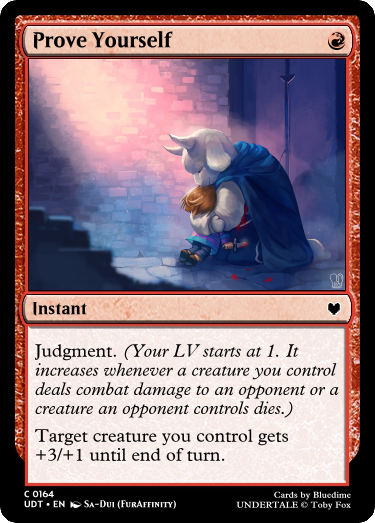 Prove Yourself
Instant
Judgment. (Your LV starts at 1. It
increases whenever a creature you control
deals combat damage to an opponent or a
creature an opponent controls dies.)
Target creature you control gets
+3/+1 until end of turn.
C 0164
UDT • EN SA-DUI (FURAFFINITY)
Cards by Bluedime
UNDERTALE © Toby Fox